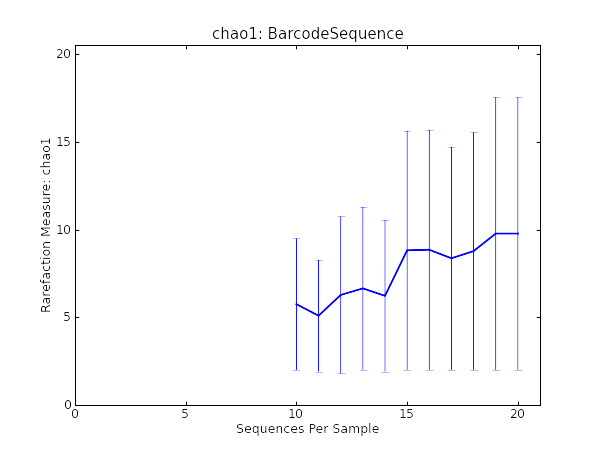 chao1: BarcodeSequence
20
15
10
5
0
Rarefaction Measure: chao1
0 5 10 15 20
Sequences Per Sample